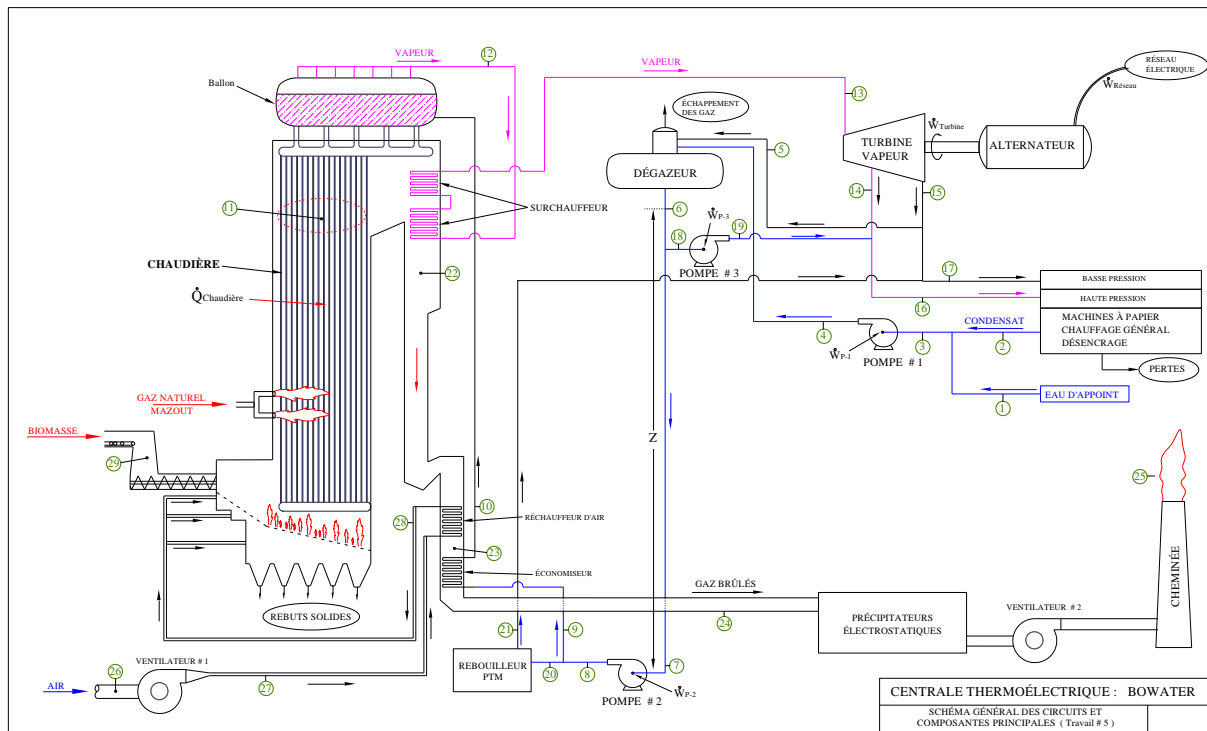 VAPEUR
12
Ballon
VAPEUR
13
ÉCHAPPEMENT
DES GAZ
5
DÉGAZEUR
TURBINE
VAPEUR
ẆTurbine
ALTERNATEUR
RÉSEAU
ÉLECTRIQUE
ẆRéseau
14
15
11
SURCHAUFFEUR
6
18
ẆP-3
19
POMPE # 3
CHAUDIÈRE
Q̇Chaudière
22
17
BASSE PRESSION
HAUTE PRESSION
16
MACHINES À PAPIER
CHAUFFAGE GÉNÉRAL
DÉSENCRAGE
CONDENSAT
4
3
2
ẆP-1
POMPE # 1
PERTES
EAU D'APPOINT
1
GAZ NATUREL
MAZOUT
BIOMASSE
29
Z
25
28
10
RÉCHAUFFEUR D'AIR
23
ÉCONOMISEUR
REBUTS SOLIDES
GAZ BRÛLÉS
24
PRÉCIPITATEURS
ÉLECTROSTATIQUES
VENTILATEUR # 2
CHEMINÉE
21
9
REBOUILLEUR
PTM
20
8
7
ẆP-2
POMPE # 2
VENTILATEUR # 1
AIR
26
27
CENTRALE THERMOÉLECTRIQUE : BOWATER
SCHÉMA GÉNÉRAL DES CIRCUITS ET
COMPOSANTES PRINCIPALES ( Travail # 5 )